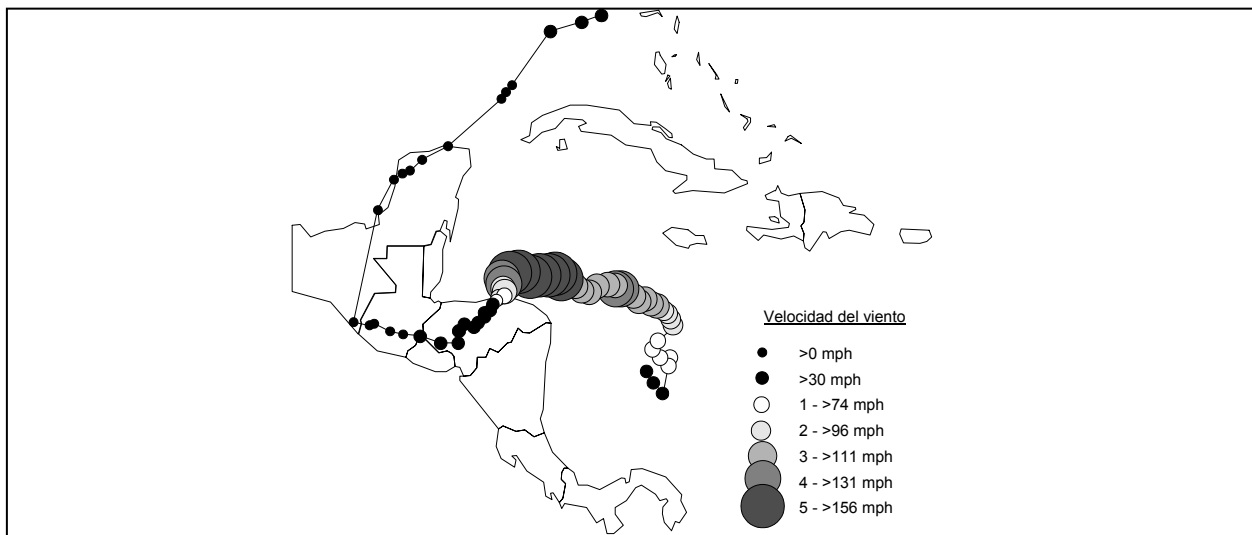 Velocidad del viento
>0 mph
>30 mph
1 - >74 mph
2 - >96 mph
3 - >111 mph
4 - >131 mph
5 - >156 mph